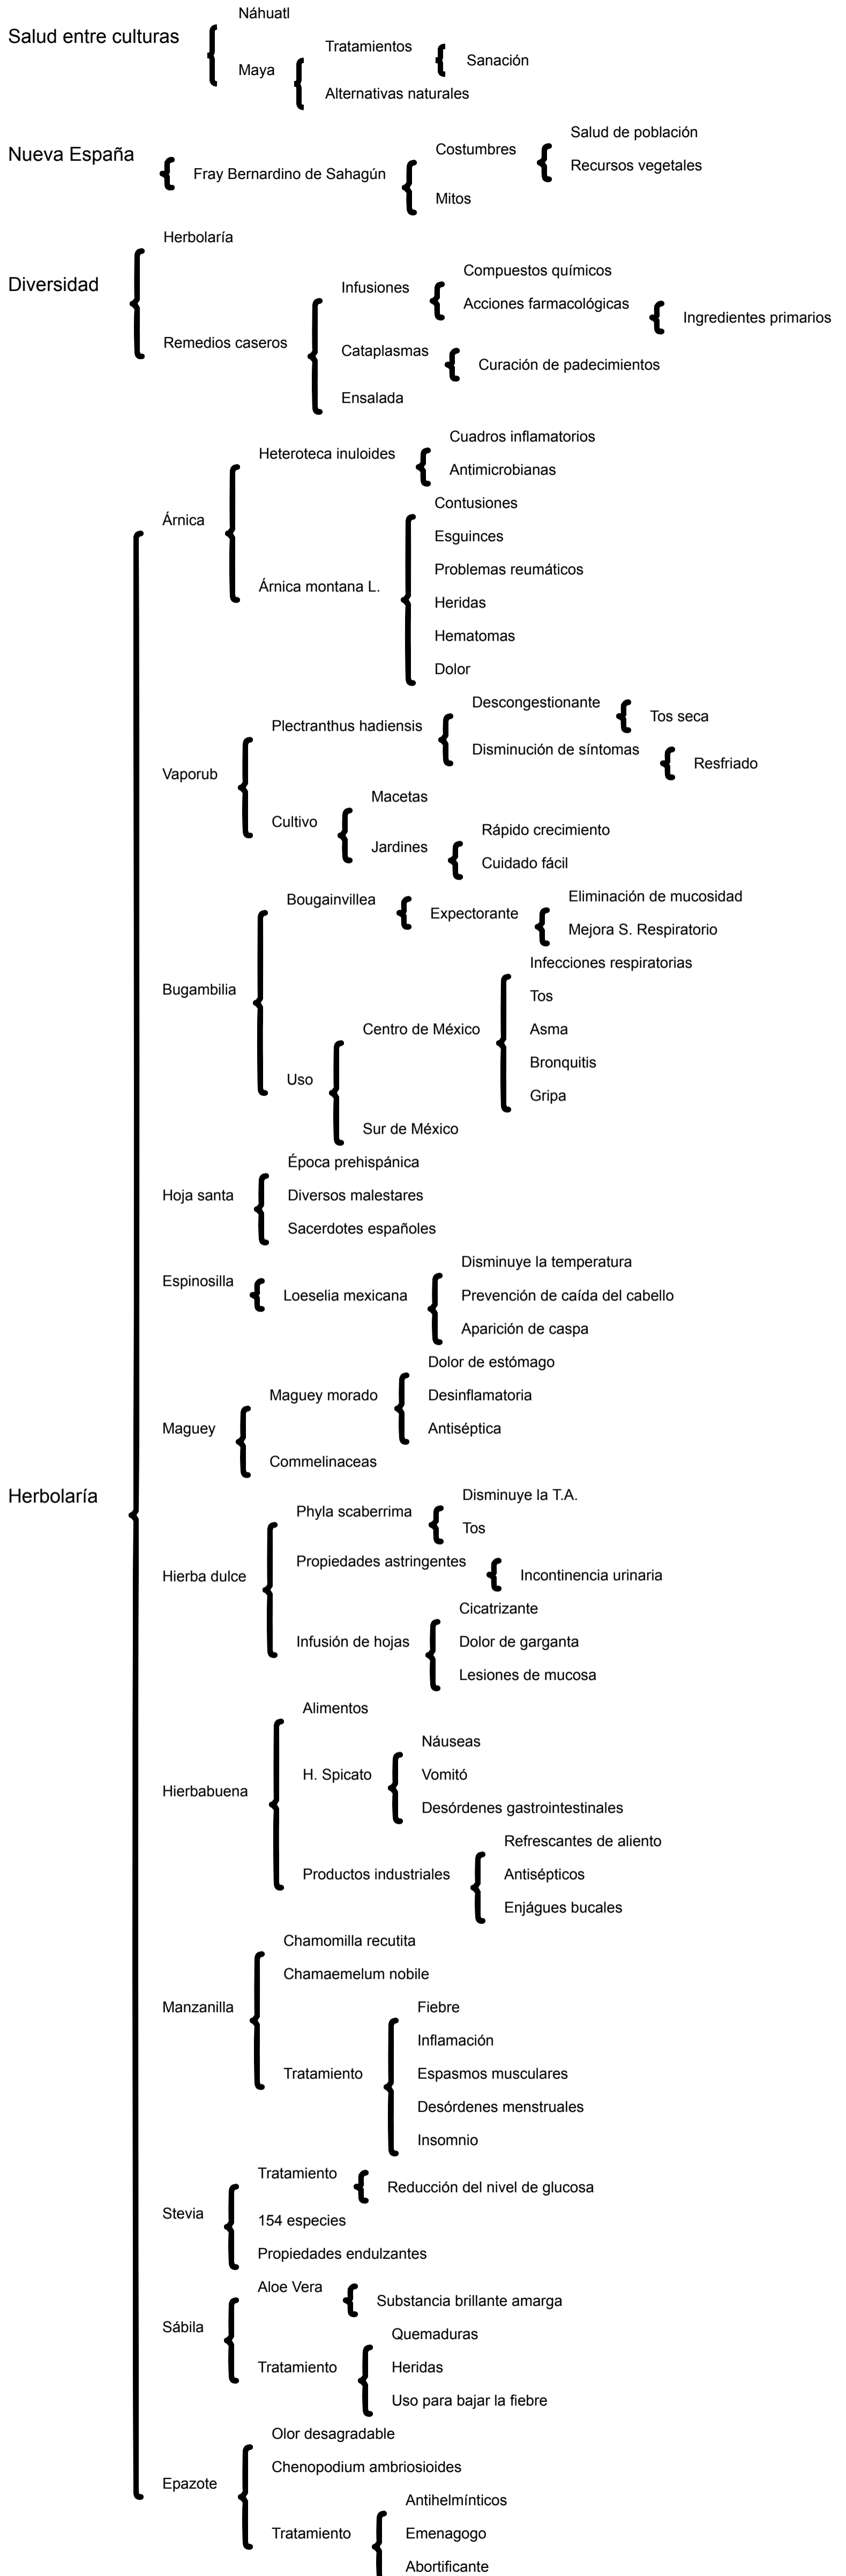 Náhuatl
Salud entre culturas
Tratamientos
Sanación
Maya
Alternativas naturales
Salud de población
Costumbres
Nueva España
Recursos vegetales
Fray Bernardino de Sahagún
Mitos
Herbolaría
Compuestos químicos
Diversidad
Infusiones
Acciones farmacológicas
Ingredientes primarios
Remedios caseros
Cataplasmas
Curación de padecimientos
Ensalada
Cuadros inflamatorios
Heteroteca inuloides
Antimicrobianas
Contusiones
Árnica
Esguinces
Problemas reumáticos
Árnica montana L.
Heridas
Hematomas
Dolor
Descongestionante
Tos seca
Plectranthus hadiensis
Disminución de síntomas
Resfriado
Vaporub
Macetas
Cultivo
Rápido crecimiento
Jardines
Cuidado fácil
Eliminación de mucosidad
Bougainvillea
Expectorante
Mejora S. Respiratorio
Infecciones respiratorias
Bugambilia
Tos
Centro de México
Asma
Bronquitis
Uso
Gripa
Sur de México
Época prehispánica
Hoja santa
Diversos malestares
Sacerdotes españoles
Disminuye la temperatura
Espinosilla
Loeselia mexicana
Prevención de caída del cabello
Aparición de caspa
Dolor de estómago
Maguey morado
Desinflamatoria
Maguey
Antiséptica
Commelinaceas
Herbolaría
Disminuye la T.A.
Phyla scaberrima
Tos
Propiedades astringentes
Incontinencia urinaria
Hierba dulce
Cicatrizante
Infusión de hojas
Dolor de garganta
Lesiones de mucosa
Alimentos
Náuseas
H. Spicato
Vomitó
Hierbabuena
Desórdenes gastrointestinales
Refrescantes de aliento
Productos industriales
Antisépticos
Enjágues bucales
Chamomilla recutita
Chamaemelum nobile
Manzanilla
Fiebre
Inflamación
Tratamiento
Espasmos musculares
Desórdenes menstruales
Insomnio
Tratamiento
Reducción del nivel de glucosa
Stevia
154 especies
Propiedades endulzantes
Aloe Vera
Substancia brillante amarga
Sábila
Quemaduras
Tratamiento
Heridas
Uso para bajar la fiebre
Olor desagradable
Chenopodium ambriosioides
Epazote
Antihelmínticos
Tratamiento
Emenagogo
Abortificante